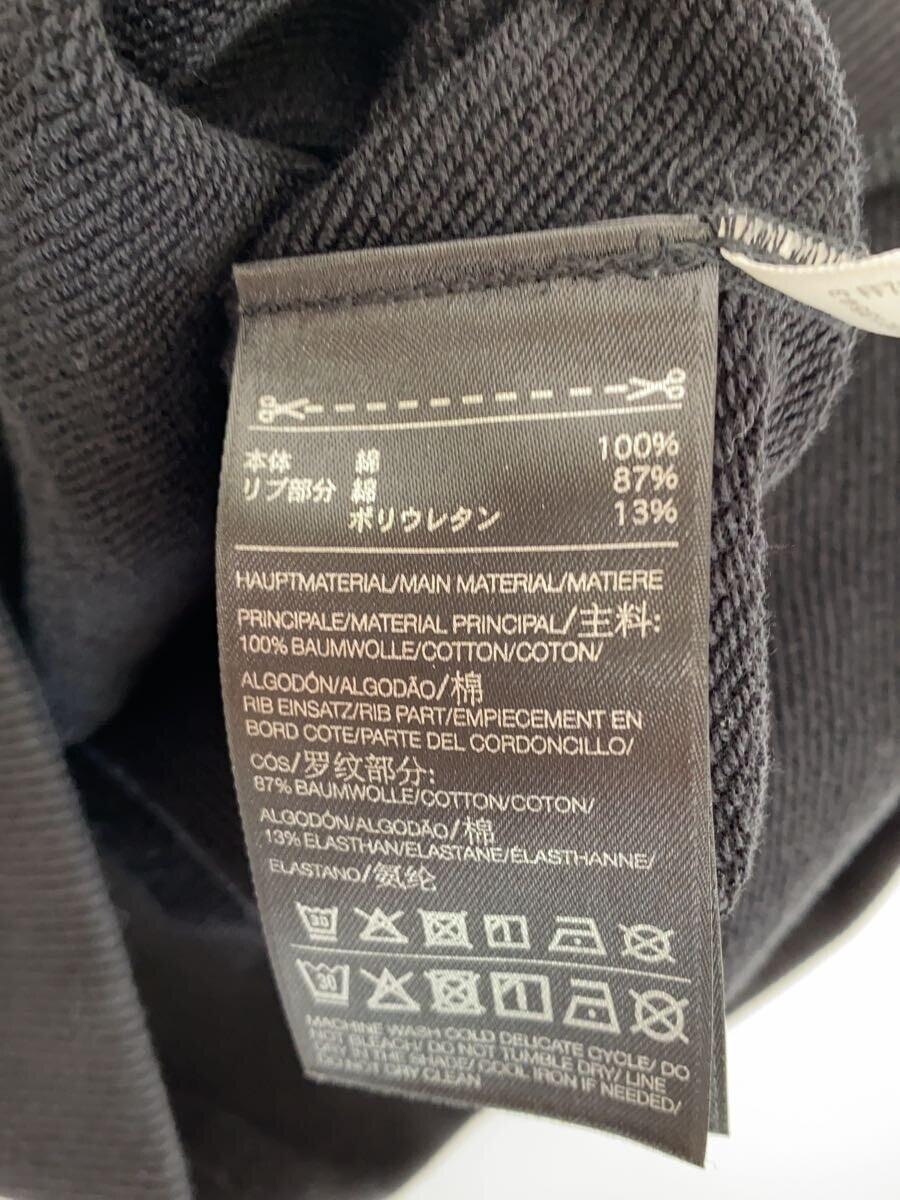 本体 綿 100%
リブ部分 綿 87%
ポリウレタン 13%
HAUPTMATERIAL/MAIN MATERIAL/MATIERE
PRINCIPALE/MATERIAL PRINCIPAL/主料:
100% BAUMWOLLE/COTTON/COTON/
ALGODÓN/ALGODÃO/棉
RIB EINSATZ/RIB PART/EMPIECEMENT EN
BORD COTE/PARTE DEL CORDONCILLO/
CÓS/罗纹部分:
87% BAUMWOLLE/COTTON/COTON/
ALGODÓN/ALGODÃO/棉
13% ELASTHAN/ELASTANE/ÉLASTHANNE/
ELASTANO/氨纶
30
30
MACHINE WASH COLD DELICATE CYCLE/ DO
NOT BLEACH/ DO NOT TUMBLE DRY/ LINE
DRY IN THE SHADE/ COOL IRON IF NEEDED/
DO NOT DRY CLEAN